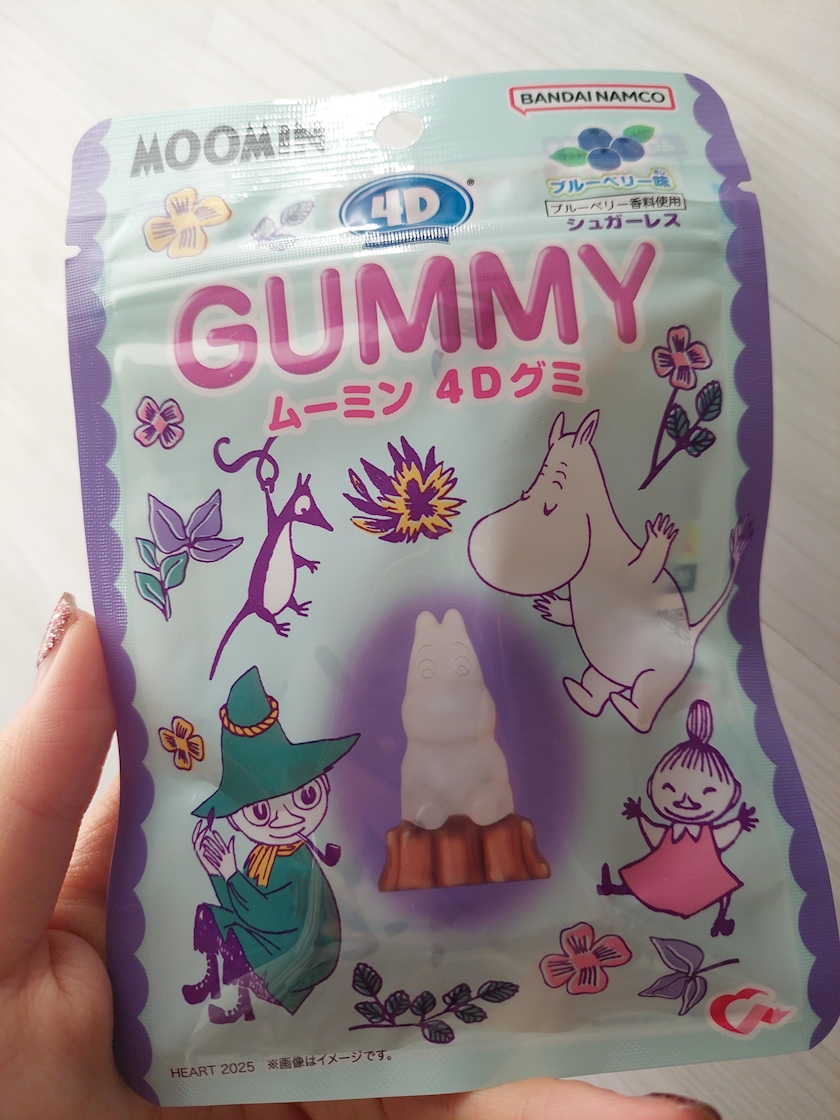 BANDAI NAMCO
MOOMIN
ブルーベリー味
ブルーベリー香料使用
シュガーレス
4D
®
GUMMY
ムーミン 4Dグミ
HEART 2025 ※画像はイメージです。